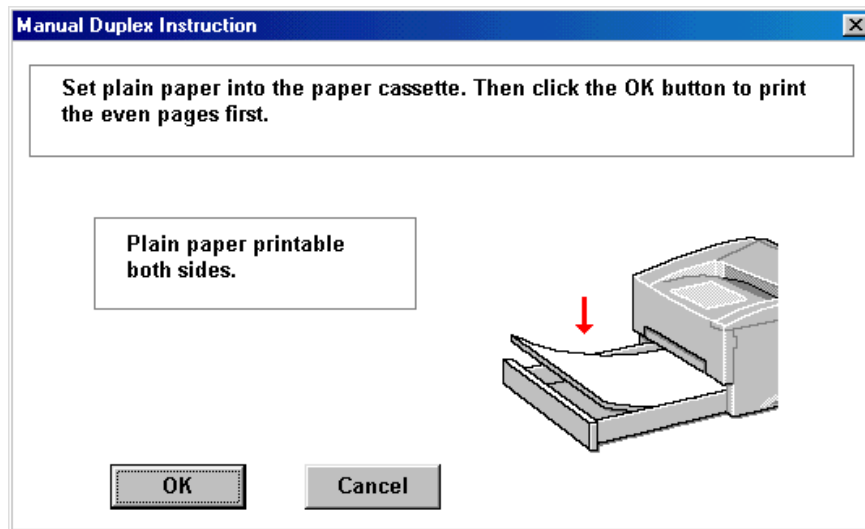 Manual Duplex Instruction
Set plain paper into the paper cassette. Then click the OK button to print
the even pages first.
Plain paper printable
both sides.
OK
Cancel